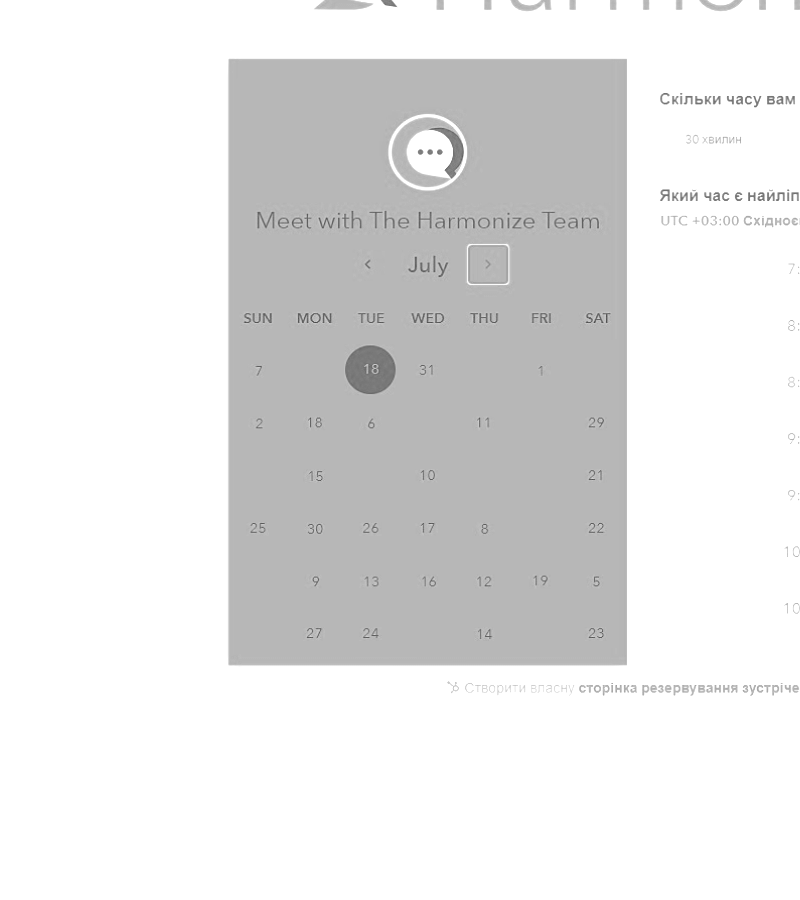 Meet with The Harmonize Team
July
SUN MON TUE WED THU FRI SAT
7 18 31 1
2 18 6 11 29
15 10 21
25 30 26 17 8 22
9 13 16 12 19 5
27 24 14 23
Скільки часу вам
30 хвилин
Який час є найліп
UTC +03:00 Східноє
7:
8:
8:
9:
9:
10
10
Створити власну сторінка резервування зустріче